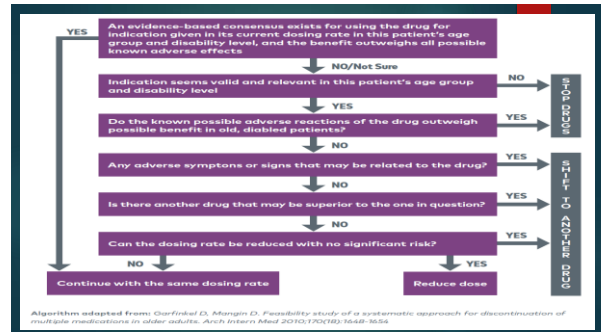 An evidence-based consensus exists for using the drug for
indication given in its current dosing rate in this patient's age
group and disability level, and the benefit outweighs all possible
known adverse effects
YES
NO/Not Sure
Indication seems valid and relevant in this patient's age group
and disability level
NO
YES
Do the known possible adverse reactions of the drug outweigh
possible benefit in old, diabled patients?
YES
STOP DRUGS
NO
Any adverse symptoms or signs that may be related to the drug?
YES
NO
Is there another drug that may be superior to the one in question?
YES
NO
Can the dosing rate be reduced with no significant risk?
YES
SHIFT TO ANOTHER DRUG
NO
YES
Continue with the same dosing rate
Reduce dose
Algorithm adapted from: Garfinkel D, Mangin D. Feasibility study of a systematic approach for discontinuation of
multiple medications in older adults. Arch Intern Med 2010;170(18):1648-1654